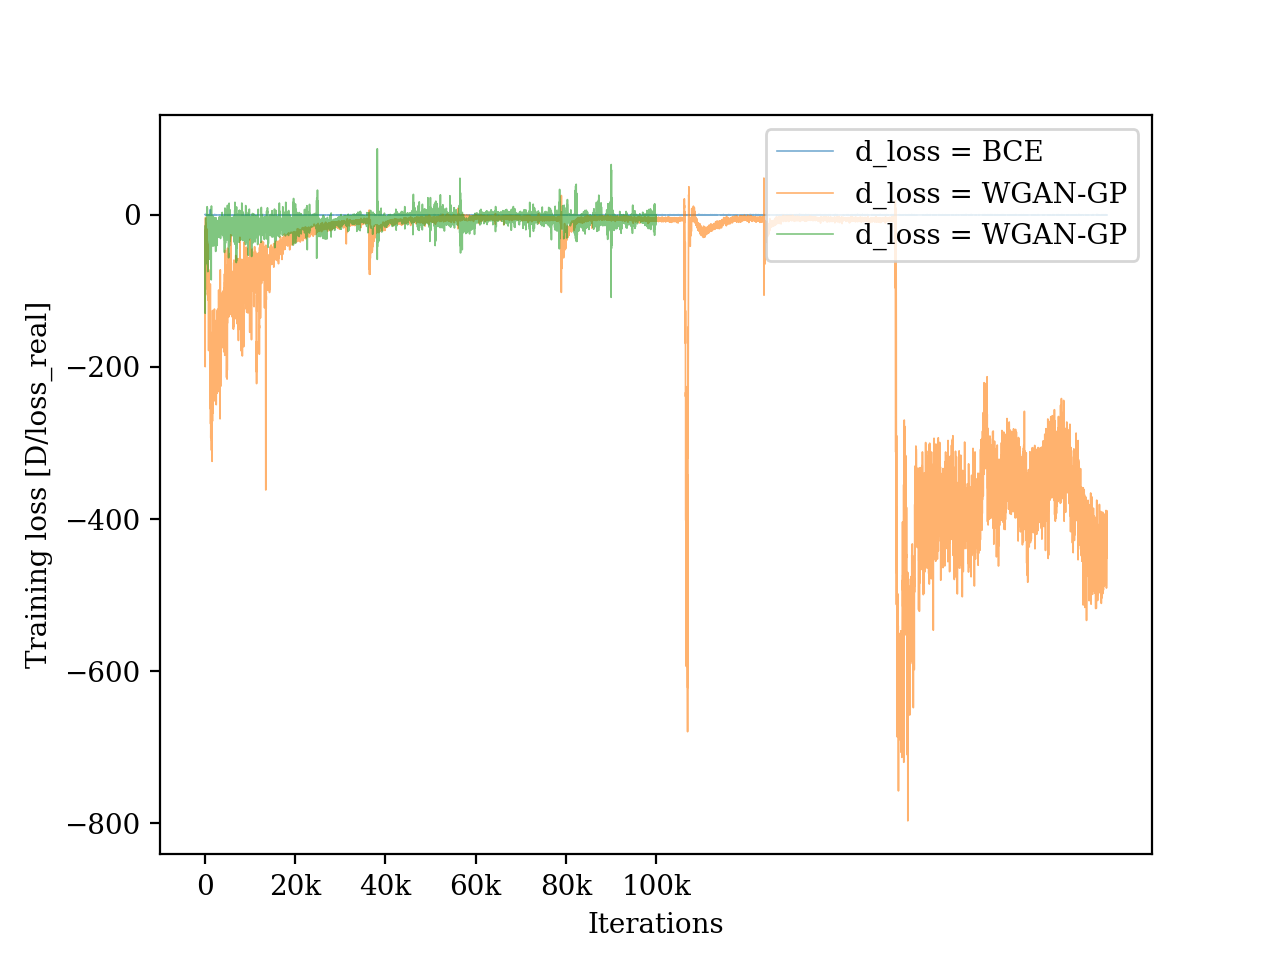 d_loss = BCE
d_loss = WGAN-GP
d_loss = WGAN-GP
Training loss [D/loss_real]
0
−200
−400
−600
−800
0 20k 40k 60k 80k 100k
Iterations